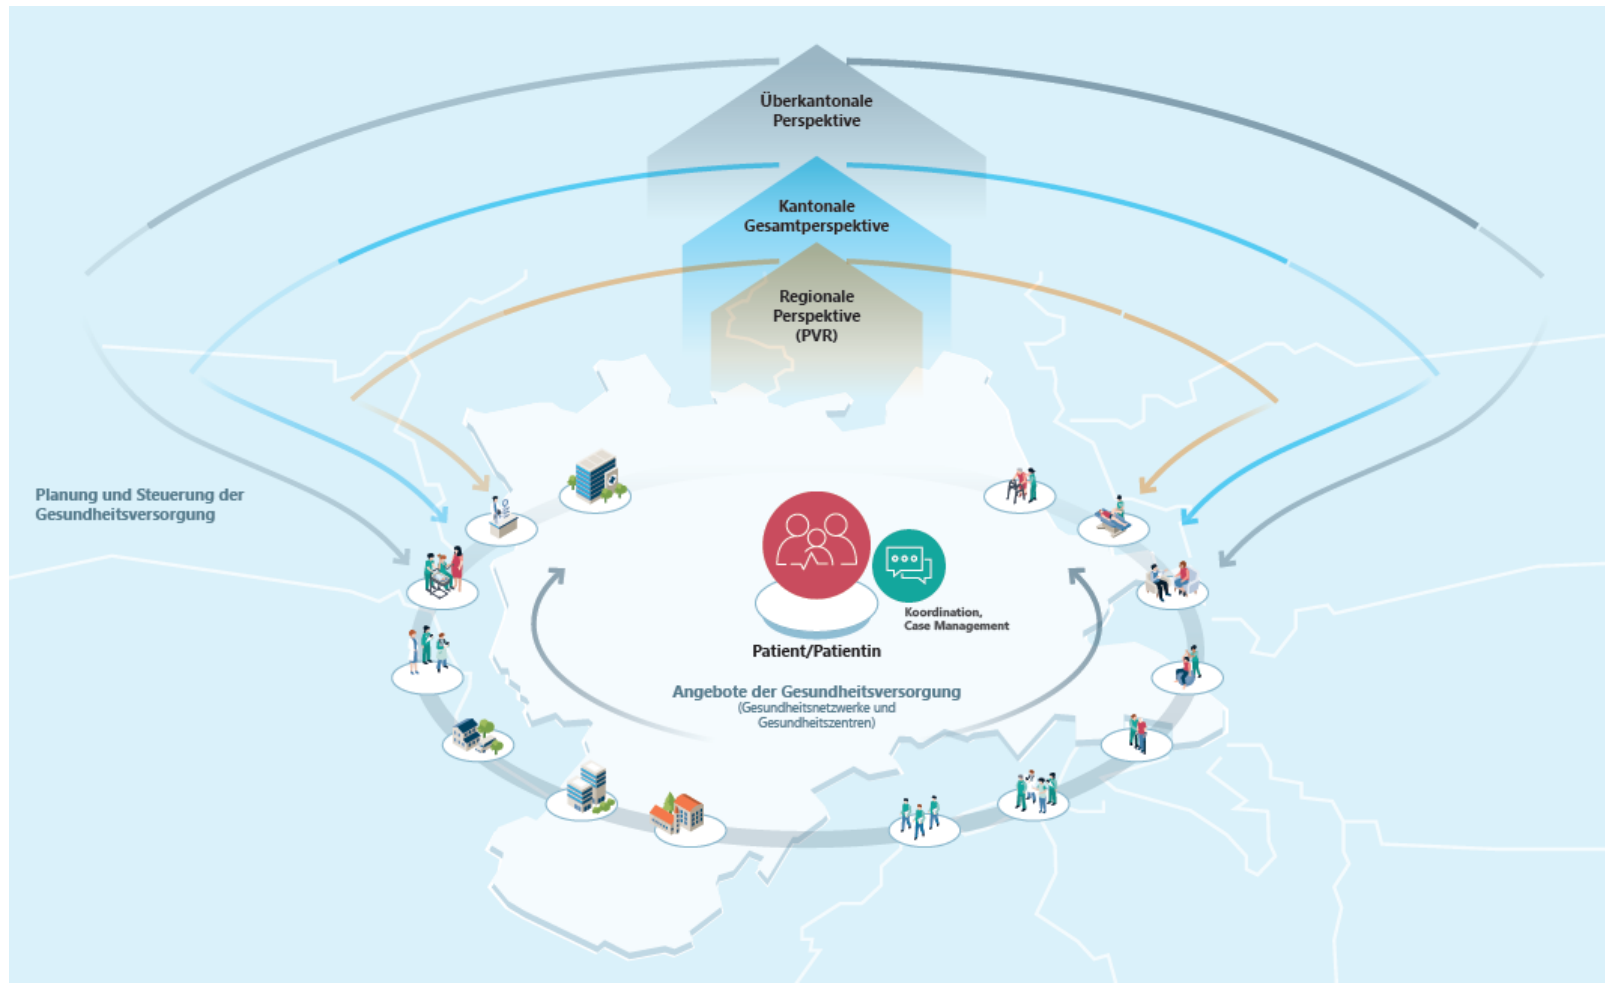 Überkantonale
Perspektive
Kantonale
Gesamtperspektive
Regionale
Perspektive
(PVR)
Planung und Steuerung der
Gesundheitsversorgung
Koordination,
Case Management
Patient/Patientin
Angebote der Gesundheitsversorgung
(Gesundheitsnetzwerke und
Gesundheitszentren)